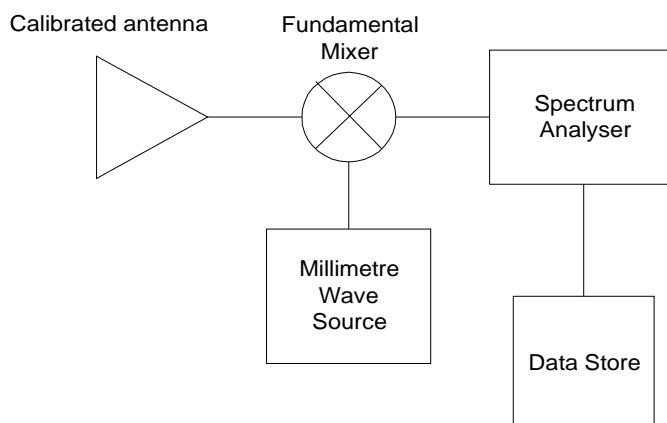 Calibrated antenna
Fundamental
Mixer
Spectrum
Analyser
Millimetre
Wave
Source
Data Store